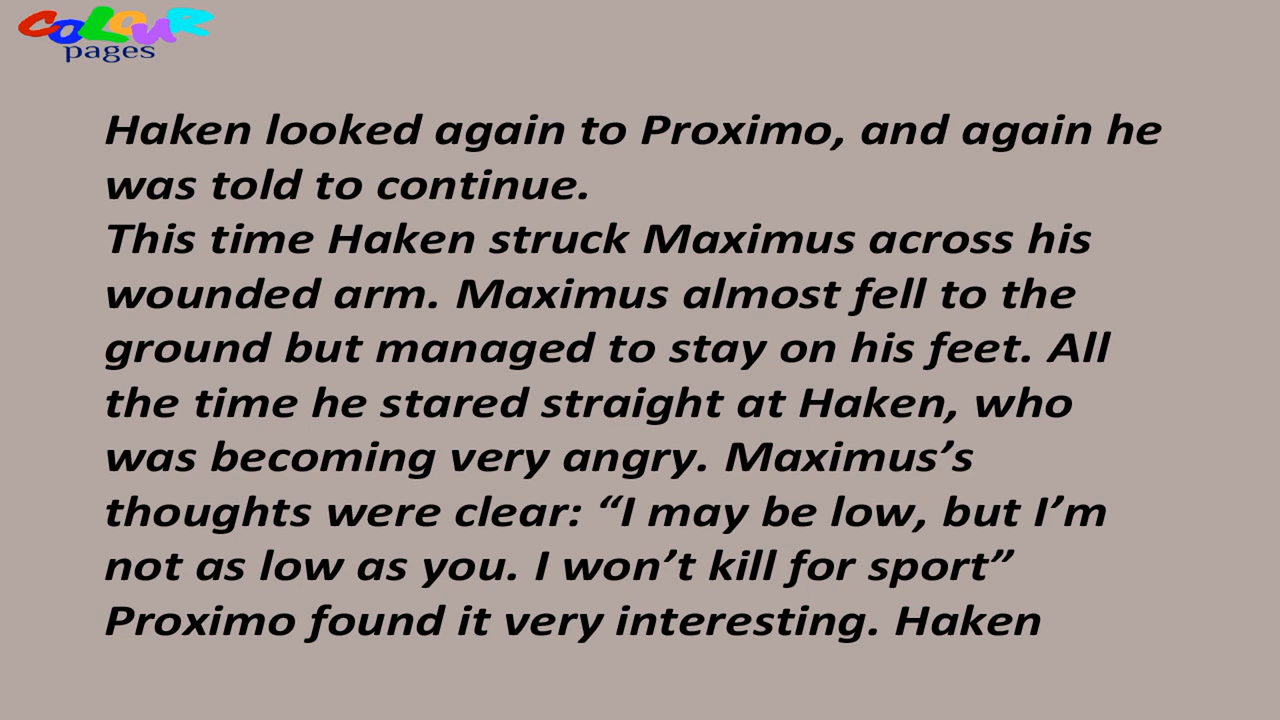 COLOUR
pages
Haken looked again to Proximo, and again he
was told to continue.
This time Haken struck Maximus across his
wounded arm. Maximus almost fell to the
ground but managed to stay on his feet. All
the time he stared straight at Haken, who
was becoming very angry. Maximus’s
thoughts were clear: “I may be low, but I’m
not as low as you. I won’t kill for sport”
Proximo found it very interesting. Haken